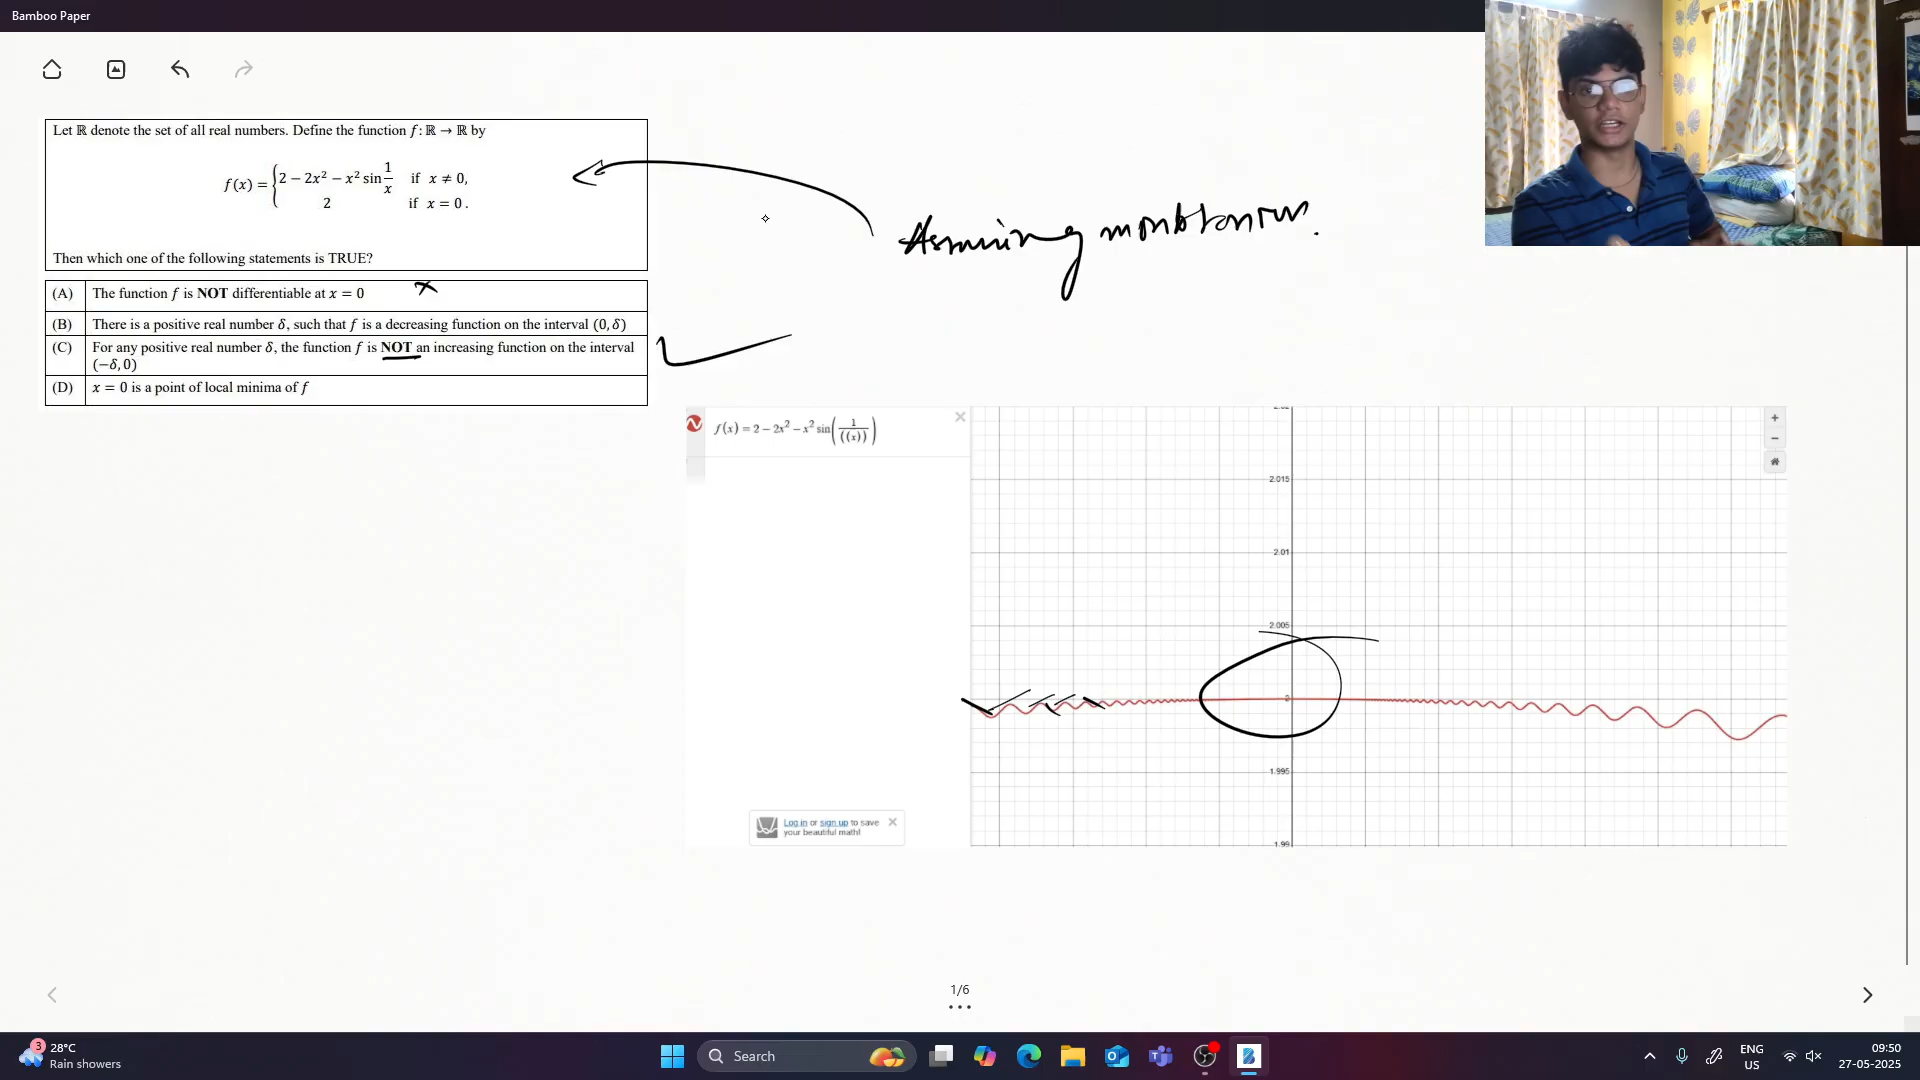 Bamboo Paper
Let ℝ denote the set of all real numbers. Define the function f: ℝ → ℝ by
f(x) = { 2 − 2x² − x² sin 1/x if x ≠ 0,
2 if x = 0.
Then which one of the following statements is TRUE?
(A) The function f is NOT differentiable at x = 0
(B) There is a positive real number δ, such that f is a decreasing function on the interval (0, δ)
(C) For any positive real number δ, the function f is NOT an increasing function on the interval
(−δ, 0)
(D) x = 0 is a point of local minima of f
Assuming monotonous.
f(x) = 2 − 2x² − x² sin(1/((x)))
2.02
2.015
2.01
2.005
2
1.995
1.99
Log in or sign up to save
your beautiful math!
1/6
3
28°C
Rain showers
Search
ENG
US
09:50
27-05-2025